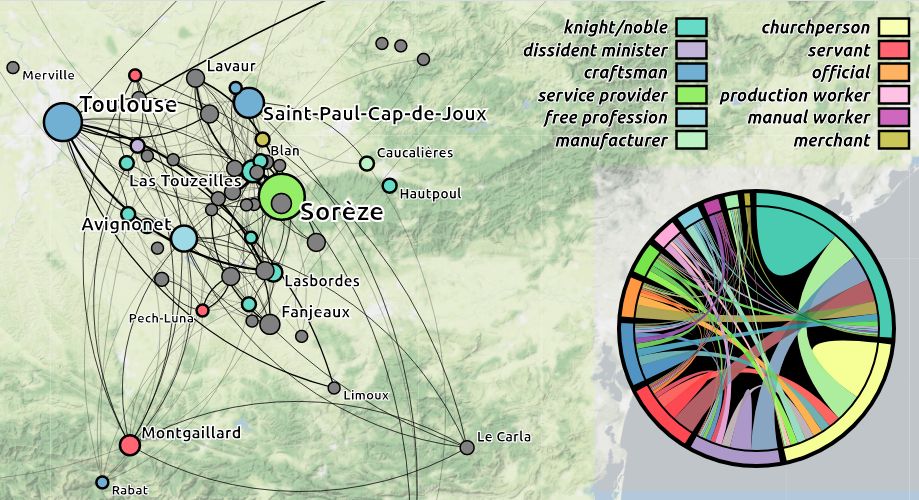 knight/noble
churchperson
dissident minister
servant
craftsman
official
service provider
production worker
free profession
manual worker
manufacturer
merchant
Merville
Lavaur
Toulouse
Saint-Paul-Cap-de-Joux
Blan
Caucalières
Las Touzeilles
Hautpoul
Sorèze
Avignonet
Lasbordes
Pech-Luna
Fanjeaux
Limoux
Montgaillard
Le Carla
Rabat